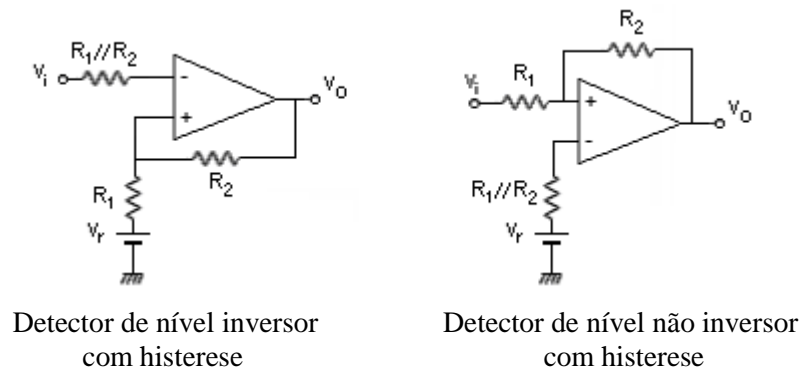 R1//R2
Vi
-
+
VO
R2
R1
Vr
R2
R1
Vi
+
-
VO
R1//R2
Vr
Detector de nível inversor
com histerese
Detector de nível não inversor
com histerese